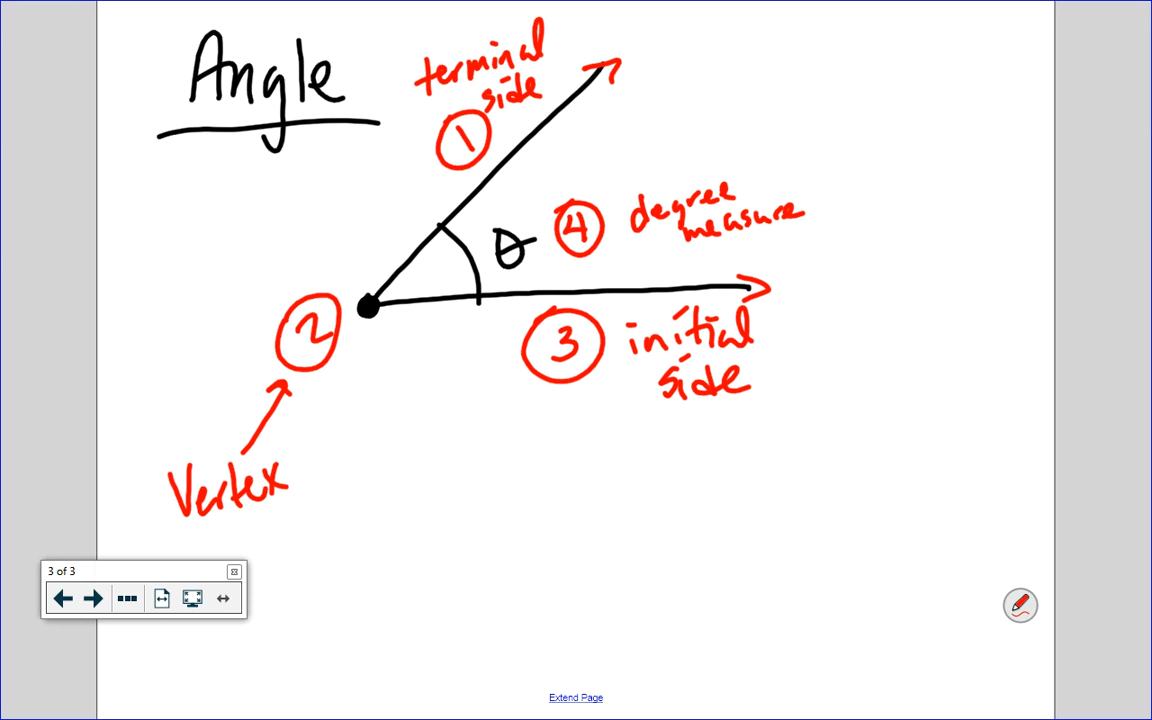 Angle
terminal
side
1
θ
4
degree
measure
2
3
initial
side
Vertex
3 of 3
Extend Page